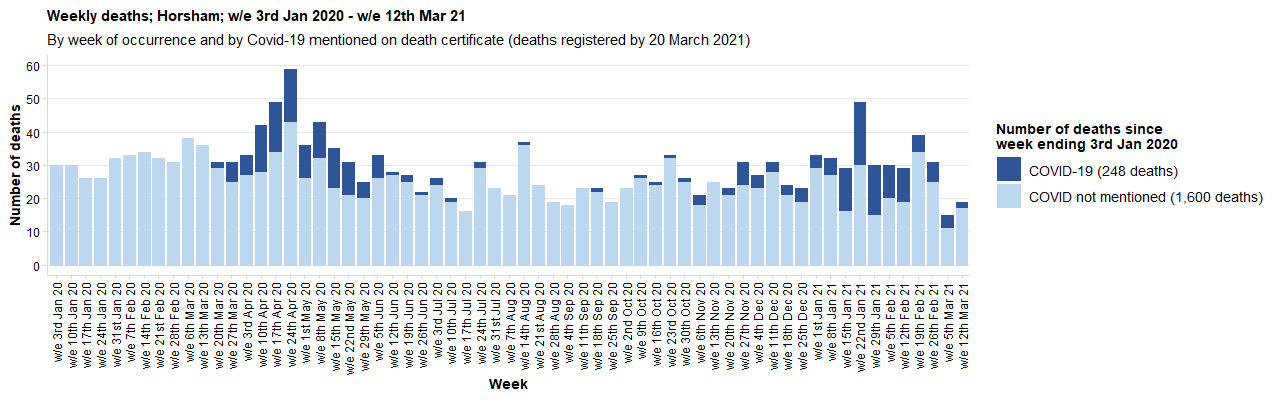 Weekly deaths; Horsham; w/e 3rd Jan 2020 - w/e 12th Mar 21
By week of occurrence and by Covid-19 mentioned on death certificate (deaths registered by 20 March 2021)
Number of deaths
60
50
40
30
20
10
0
w/e 3rd Jan 20
w/e 10th Jan 20
w/e 17th Jan 20
w/e 24th Jan 20
w/e 31st Jan 20
w/e 7th Feb 20
w/e 14th Feb 20
w/e 21st Feb 20
w/e 28th Feb 20
w/e 6th Mar 20
w/e 13th Mar 20
w/e 20th Mar 20
w/e 27th Mar 20
w/e 3rd Apr 20
w/e 10th Apr 20
w/e 17th Apr 20
w/e 24th Apr 20
w/e 1st May 20
w/e 8th May 20
w/e 15th May 20
w/e 22nd May 20
w/e 29th May 20
w/e 5th Jun 20
w/e 12th Jun 20
w/e 19th Jun 20
w/e 26th Jun 20
w/e 3rd Jul 20
w/e 10th Jul 20
w/e 17th Jul 20
w/e 24th Jul 20
w/e 31st Jul 20
w/e 7th Aug 20
w/e 14th Aug 20
w/e 21st Aug 20
w/e 28th Aug 20
w/e 4th Sep 20
w/e 11th Sep 20
w/e 18th Sep 20
w/e 25th Sep 20
w/e 2nd Oct 20
w/e 9th Oct 20
w/e 16th Oct 20
w/e 23rd Oct 20
w/e 30th Oct 20
w/e 6th Nov 20
w/e 13th Nov 20
w/e 20th Nov 20
w/e 27th Nov 20
w/e 4th Dec 20
w/e 11th Dec 20
w/e 18th Dec 20
w/e 25th Dec 20
w/e 1st Jan 21
w/e 8th Jan 21
w/e 15th Jan 21
w/e 22nd Jan 21
w/e 29th Jan 21
w/e 5th Feb 21
w/e 12th Feb 21
w/e 19th Feb 21
w/e 26th Feb 21
w/e 5th Mar 21
w/e 12th Mar 21
Week
Number of deaths since
week ending 3rd Jan 2020
COVID-19 (248 deaths)
COVID not mentioned (1,600 deaths)